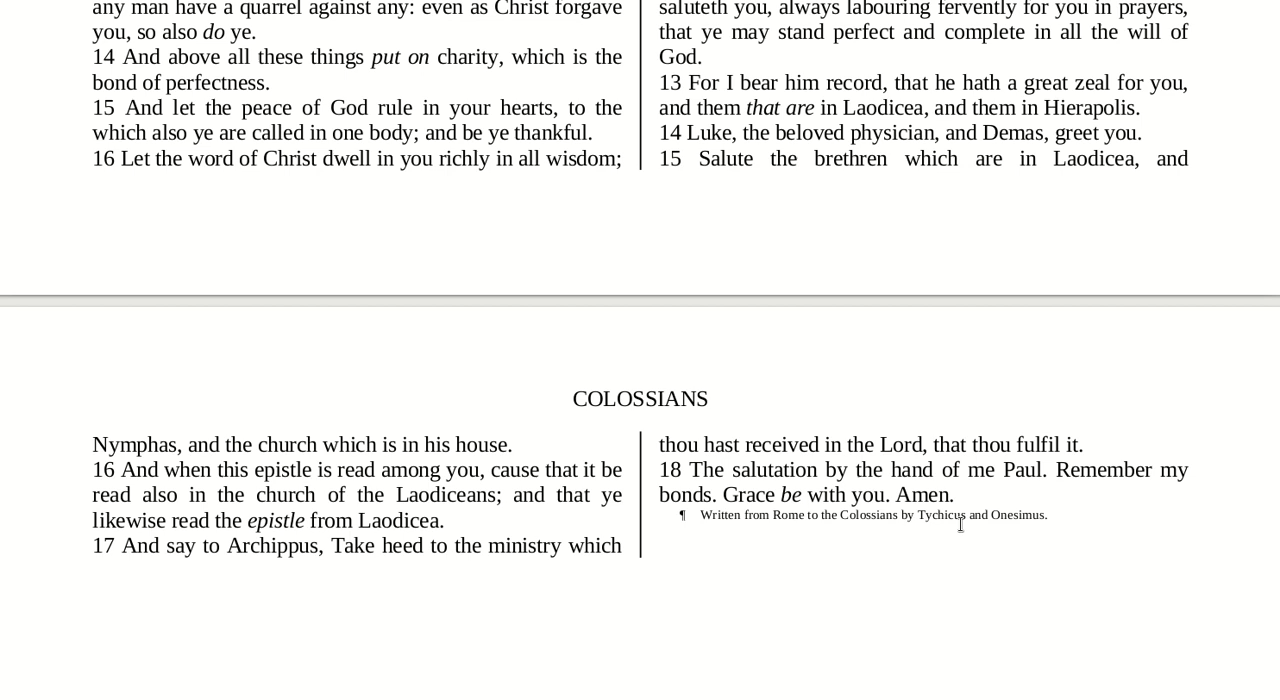 any man have a quarrel against any: even as Christ forgave
you, so also do ye.
14 And above all these things put on charity, which is the
bond of perfectness.
15 And let the peace of God rule in your hearts, to the
which also ye are called in one body; and be ye thankful.
16 Let the word of Christ dwell in you richly in all wisdom;
saluteth you, always labouring fervently for you in prayers,
that ye may stand perfect and complete in all the will of
God.
13 For I bear him record, that he hath a great zeal for you,
and them that are in Laodicea, and them in Hierapolis.
14 Luke, the beloved physician, and Demas, greet you.
15 Salute the brethren which are in Laodicea, and
COLOSSIANS
Nymphas, and the church which is in his house.
16 And when this epistle is read among you, cause that it be
read also in the church of the Laodiceans; and that ye
likewise read the epistle from Laodicea.
17 And say to Archippus, Take heed to the ministry which
thou hast received in the Lord, that thou fulfil it.
18 The salutation by the hand of me Paul. Remember my
bonds. Grace be with you. Amen.
¶ Written from Rome to the Colossians by Tychicus and Onesimus.